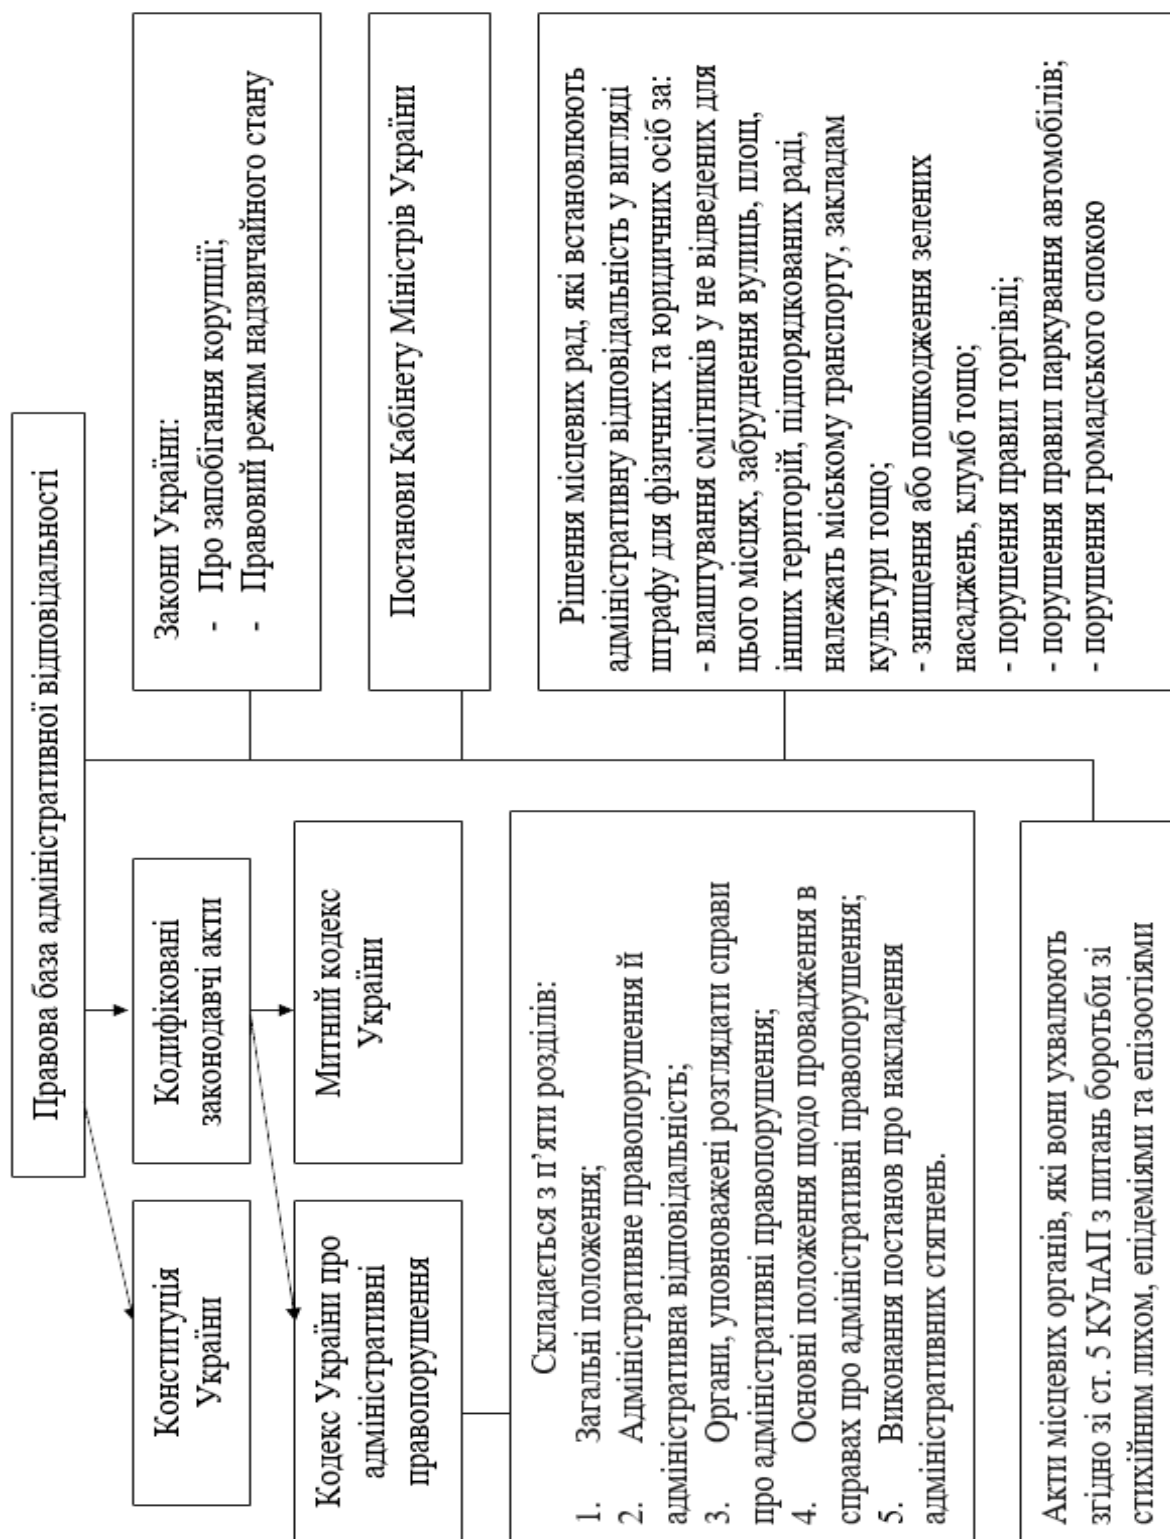 Правова база адміністративної відповідальності
Конституція
України
Кодифіковані
законодавчі акти
Закони України:
- Про запобігання корупції;
- Правовий режим надзвичайного стану
Кодекс України про
адміністративні
правопорушення
Митний кодекс
України
Постанови Кабінету Міністрів України
Складається з п'яти розділів:
1. Загальні положення;
2. Адміністративне правопорушення й
адміністративна відповідальність;
3. Органи, уповноважені розглядати справи
про адміністративні правопорушення;
4. Основні положення щодо провадження в
справах про адміністративні правопорушення;
5. Виконання постанов про накладення
адміністративних стягнень.
Рішення місцевих рад, які встановлюють
адміністративну відповідальність у вигляді
штрафу для фізичних та юридичних осіб за:
- влаштування смітників у не відведених для
цього місцях, забруднення вулиць, площ,
інших територій, підпорядкованих раді,
належать міському транспорту, закладам
культури тощо;
- знищення або пошкодження зелених
насаджень, клумб тощо;
- порушення правил торгівлі;
- порушення правил паркування автомобілів;
- порушення громадського спокою
Акти місцевих органів, які вони ухвалюють
згідно зі ст. 5 КУпАП з питань боротьби зі
стихійним лихом, епідеміями та епізоотіями